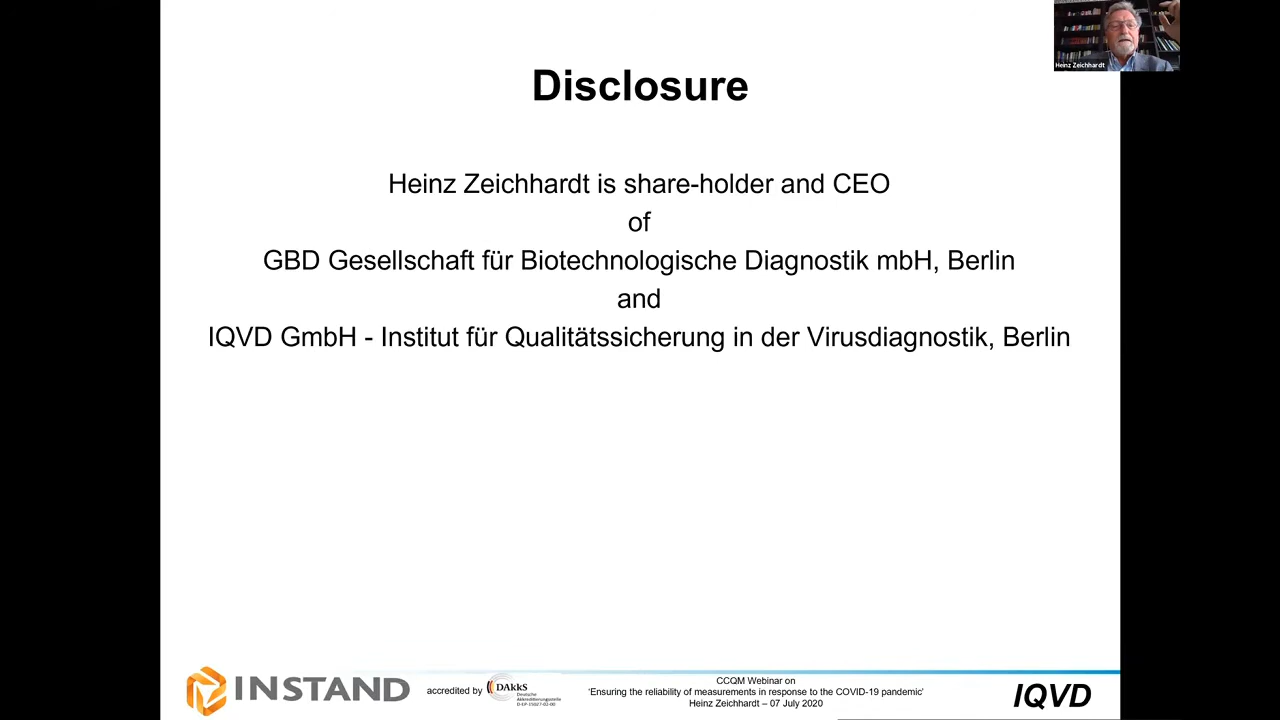 Heinz Zeichhardt
Disclosure
Heinz Zeichhardt is share-holder and CEO
of
GBD Gesellschaft für Biotechnologische Diagnostik mbH, Berlin
and
IQVD GmbH - Institut für Qualitätssicherung in der Virusdiagnostik, Berlin
INSTAND
accredited by
DAkkS
Deutsche
Akkreditierungsstelle
D-EP-15027-02-00
CCQM Webinar on
‘Ensuring the reliability of measurements in response to the COVID-19 pandemic’
Heinz Zeichhardt – 07 July 2020
IQVD